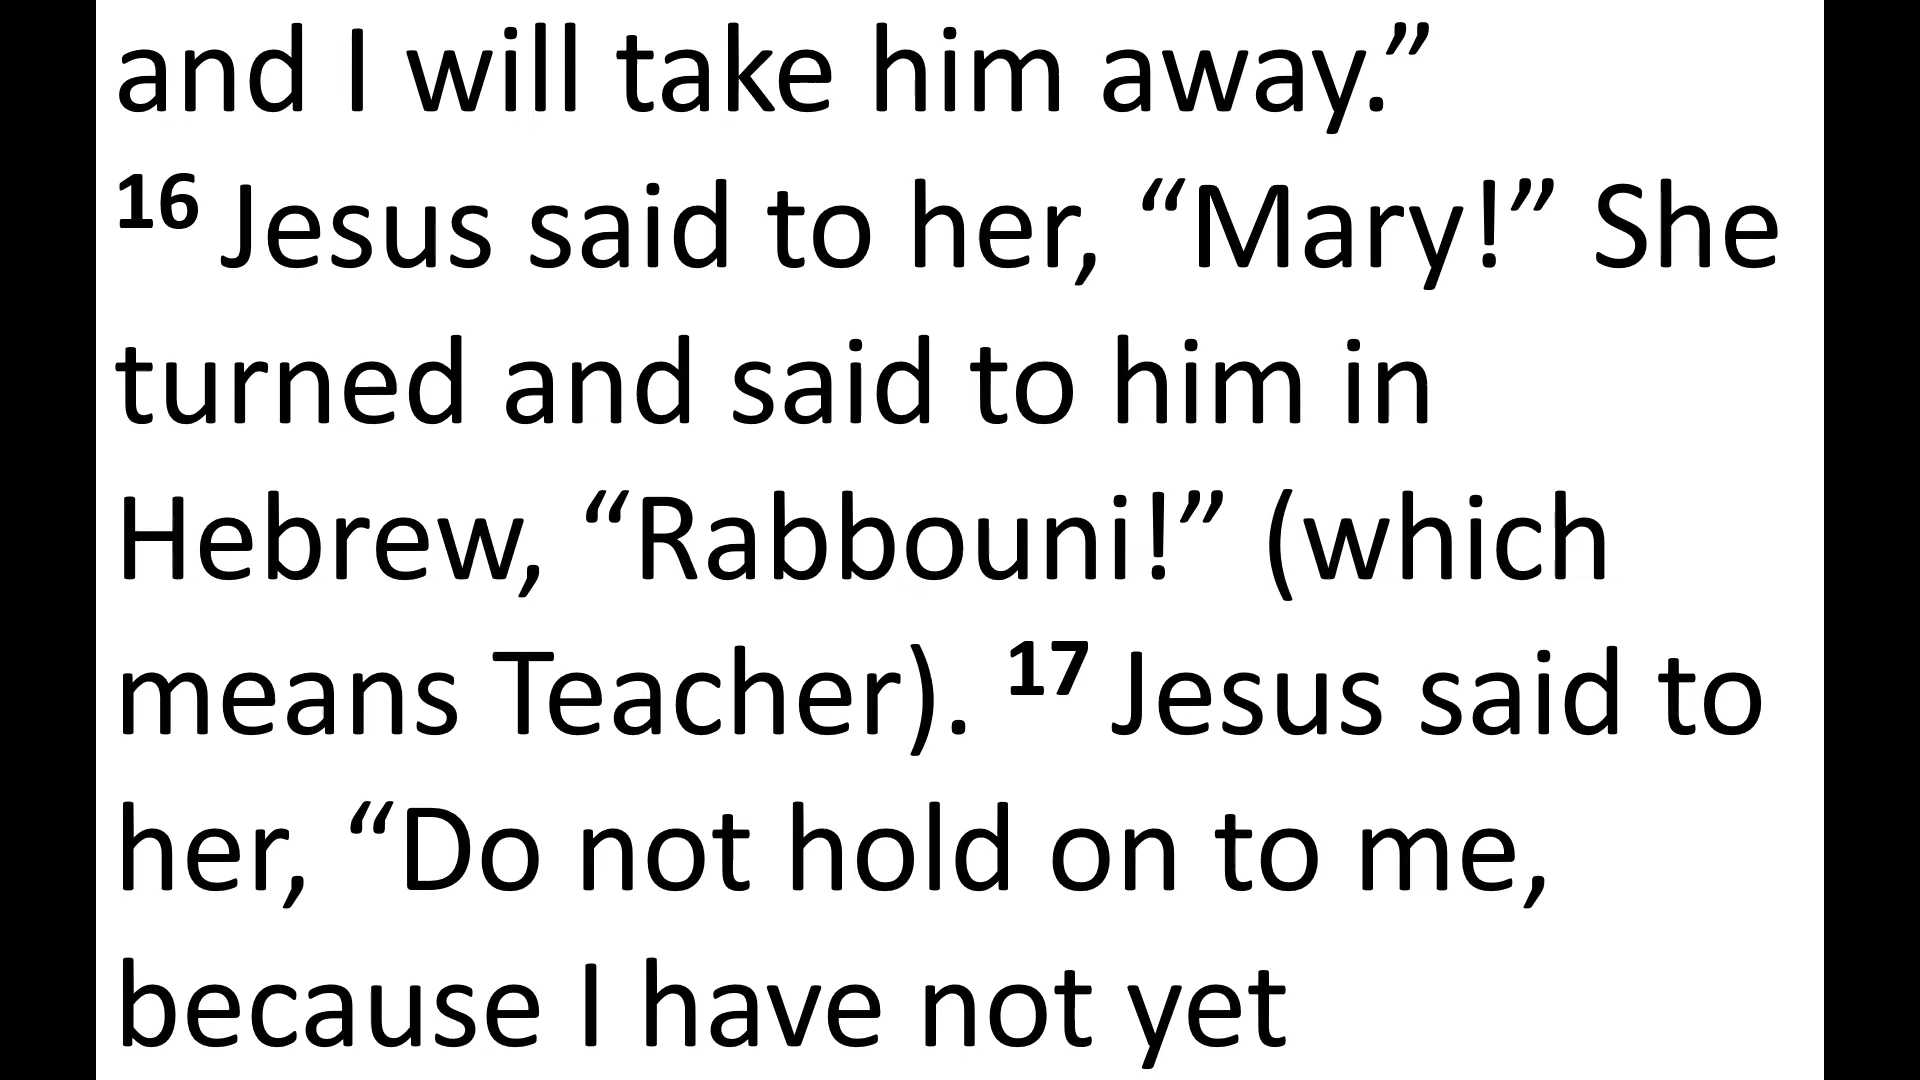 and I will take him away.”
16 Jesus said to her, “Mary!” She
turned and said to him in
Hebrew, “Rabbouni!” (which
means Teacher). 17 Jesus said to
her, “Do not hold on to me,
because I have not yet